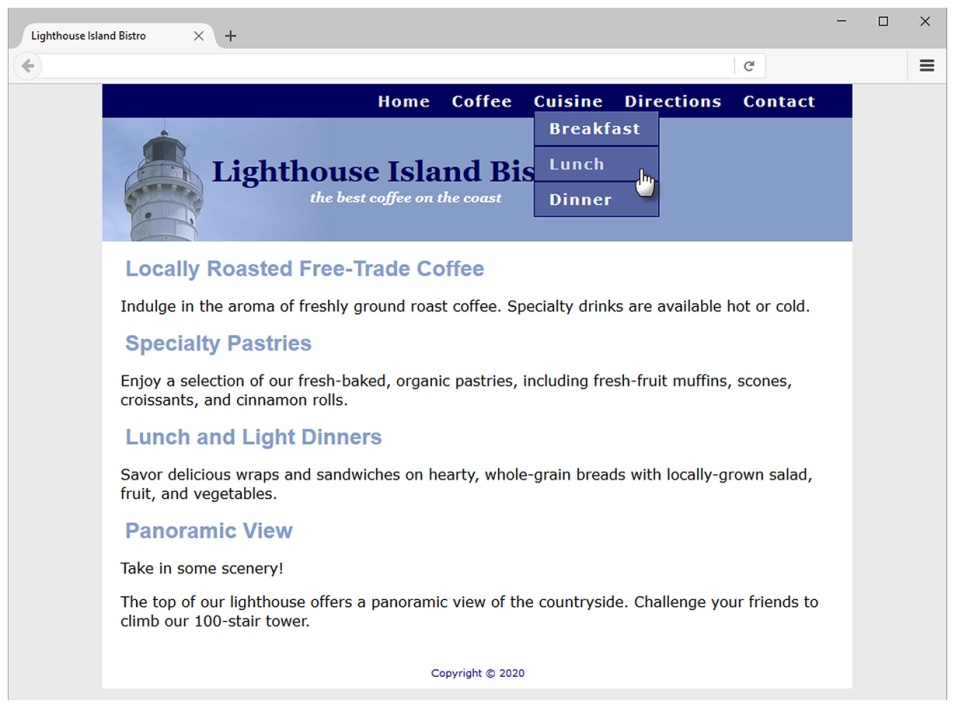 Lighthouse Island Bistro
Home Coffee Cuisine Directions Contact
Breakfast
Lunch
Dinner
Lighthouse Island Bis
the best coffee on the coast
Locally Roasted Free-Trade Coffee
Indulge in the aroma of freshly ground roast coffee. Specialty drinks are available hot or cold.
Specialty Pastries
Enjoy a selection of our fresh-baked, organic pastries, including fresh-fruit muffins, scones,
croissants, and cinnamon rolls.
Lunch and Light Dinners
Savor delicious wraps and sandwiches on hearty, whole-grain breads with locally-grown salad,
fruit, and vegetables.
Panoramic View
Take in some scenery!
The top of our lighthouse offers a panoramic view of the countryside. Challenge your friends to
climb our 100-stair tower.
Copyright © 2020